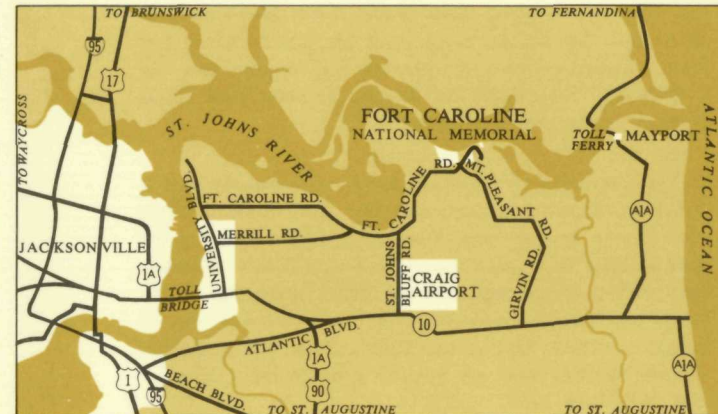 TO BRUNSWICK
TO FERNANDINA
95
17
TO WAYCROSS
ST. JOHNS RIVER
FORT CAROLINE
NATIONAL MEMORIAL
TOLL
FERRY
MAYPORT
ATLANTIC OCEAN
UNIVERSITY BLVD.
FT. CAROLINE RD.
FT. CAROLINE RD.
MT. PLEASANT RD.
A1A
MERRILL RD.
JACKSONVILLE
1A
ST. JOHNS
BLUFF RD.
CRAIG
AIRPORT
GIRVIN RD.
TOLL
BRIDGE
10
ATLANTIC BLVD.
1A
90
A1A
1
95
BEACH BLVD.
TO ST. AUGUSTINE
TO ST. AUGUSTINE